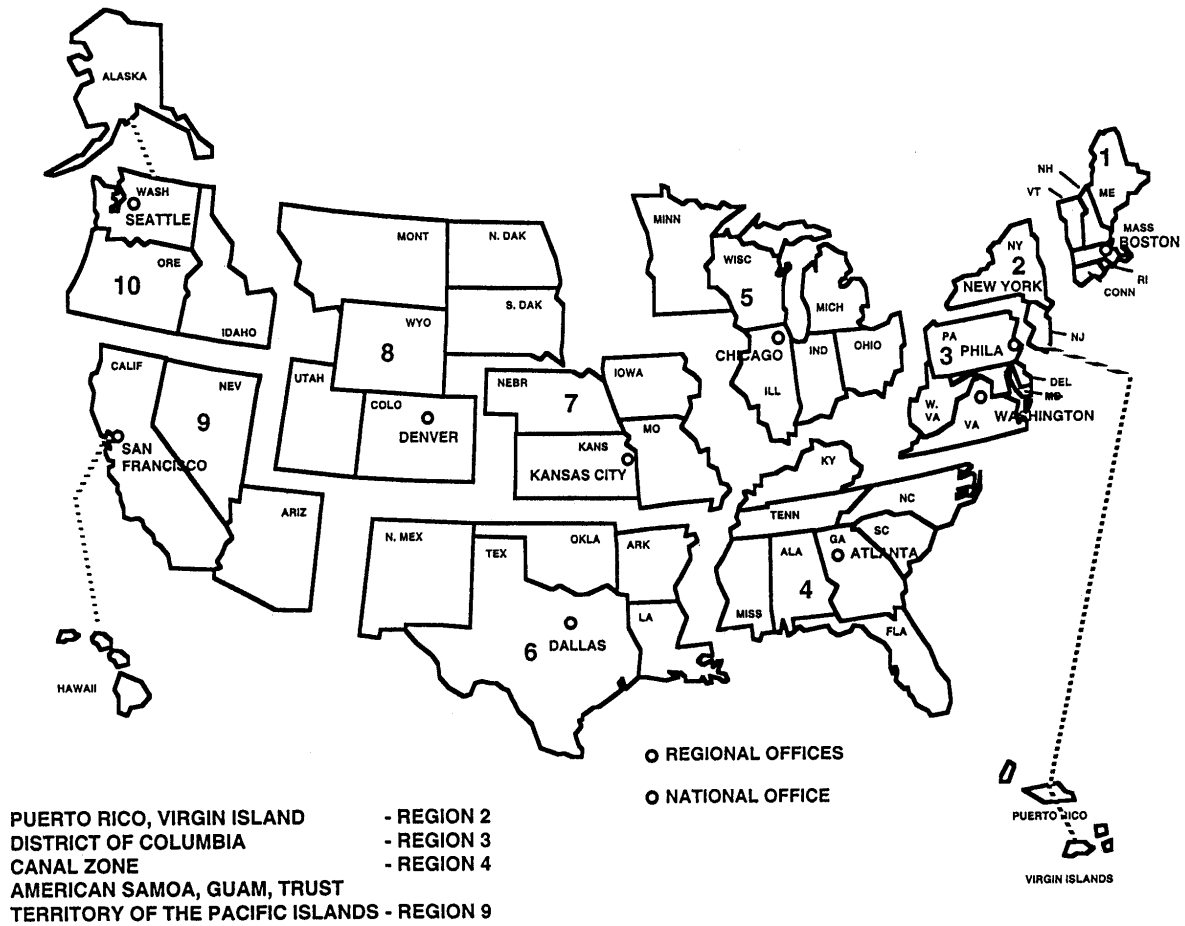 ALASKA
WASH
SEATTLE
ORE
10
IDAHO
MONT
N. DAK
S. DAK
WYO
8
UTAH
COLO
DENVER
CALIF
NEV
9
SAN
FRANCISCO
ARIZ
HAWAII
N. MEX
TEX
OKLA
ARK
LA
6
DALLAS
NEBR
7
IOWA
KANS
MO
KANSAS CITY
MINN
WISC
5
MICH
CHICAGO
ILL
IND
OHIO
KY
TENN
NC
SC
MISS
ALA
GA
ATLANTA
4
FLA
1
ME
NH
VT
MASS
BOSTON
RI
CONN
NY
2
NEW YORK
NJ
PA
3 PHILA
DEL
MD
W.
VA
VA
WASHINGTON
PUERTO RICO
VIRGIN ISLANDS
REGIONAL OFFICES
NATIONAL OFFICE
PUERTO RICO, VIRGIN ISLAND - REGION 2
DISTRICT OF COLUMBIA - REGION 3
CANAL ZONE - REGION 4
AMERICAN SAMOA, GUAM, TRUST
TERRITORY OF THE PACIFIC ISLANDS - REGION 9